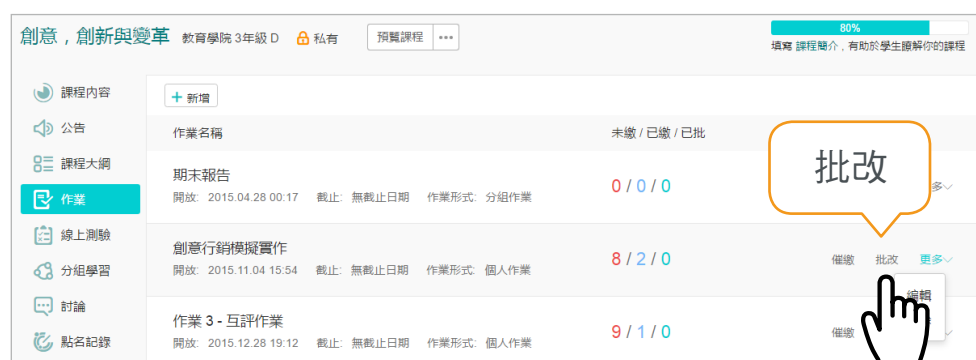 創意，創新與變革 教育學院 3年級 D 私有 預覽課程 •••
80%
填寫 課程簡介，有助於學生瞭解你的課程
課程內容
公告
課程大綱
作業
線上測驗
分組學習
討論
點名記錄
+ 新增
作業名稱 未繳 / 已繳 / 已批
期末報告
開放: 2015.04.28 00:17 截止: 無截止日期 作業形式: 分組作業
0 / 0 / 0
多
批改
創意行銷模擬實作
開放: 2015.11.04 15:54 截止: 無截止日期 作業形式: 個人作業
8 / 2 / 0
催繳 批改 更多
編輯
作業 3 - 互評作業
開放: 2015.12.28 19:12 截止: 無截止日期 作業形式: 個人作業
9 / 1 / 0
催繳